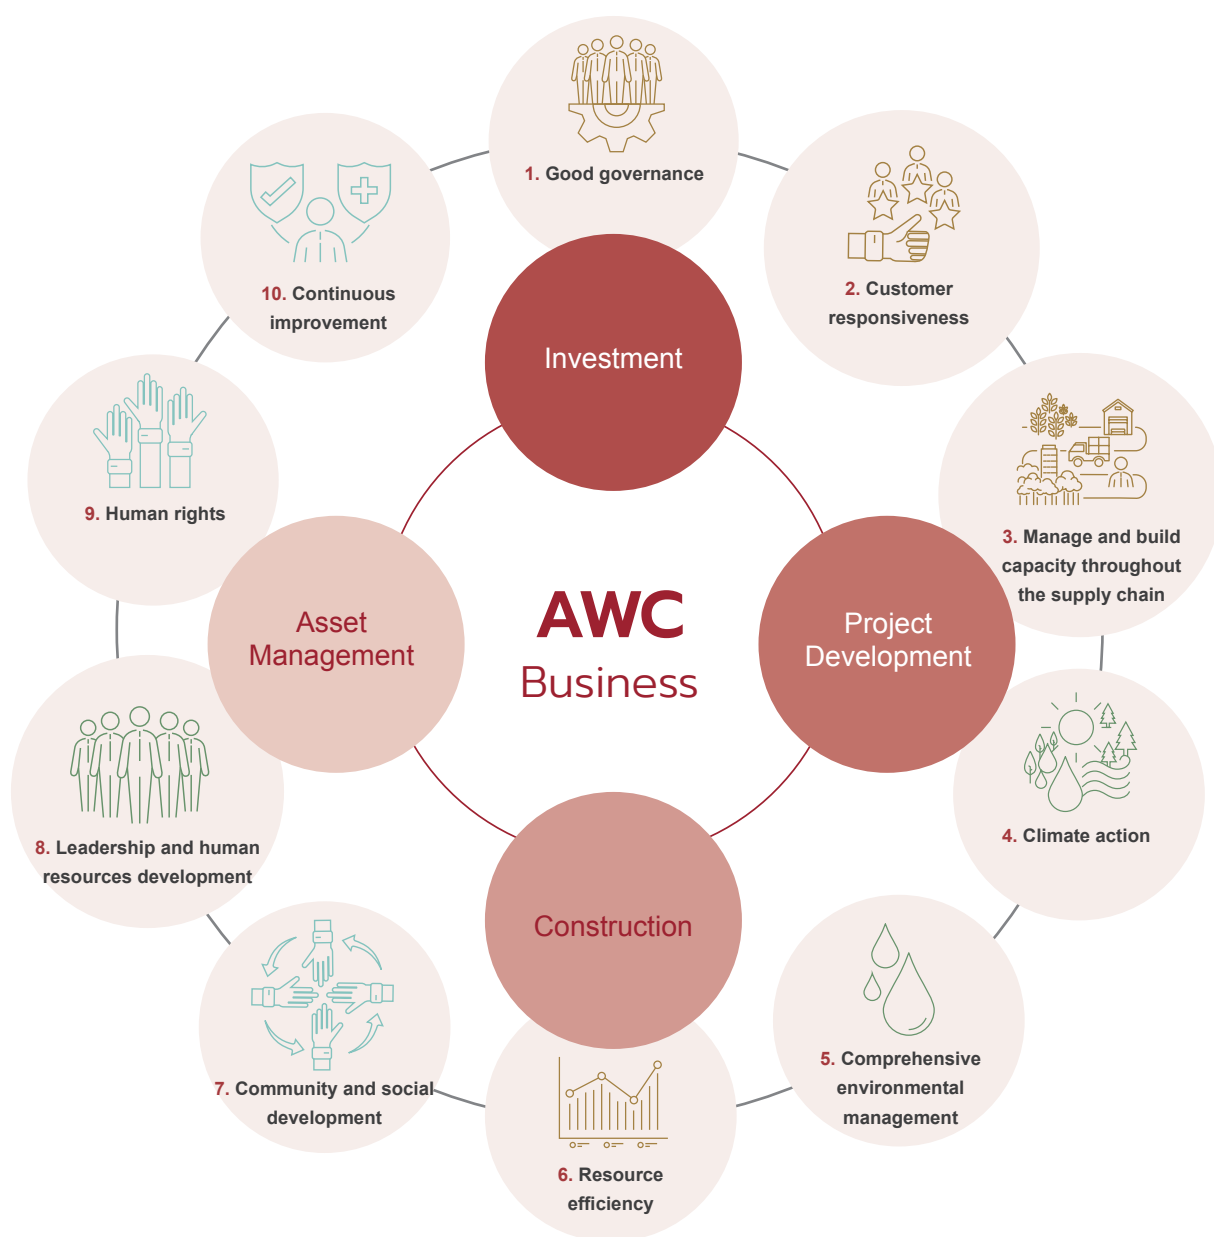 1. Good governance
2. Customer
responsiveness
3. Manage and build
capacity throughout
the supply chain
4. Climate action
5. Comprehensive
environmental
management
6. Resource
efficiency
7. Community and social
development
8. Leadership and human
resources development
9. Human rights
10. Continuous
improvement
Investment
Project
Development
Construction
Asset
Management
AWC
Business